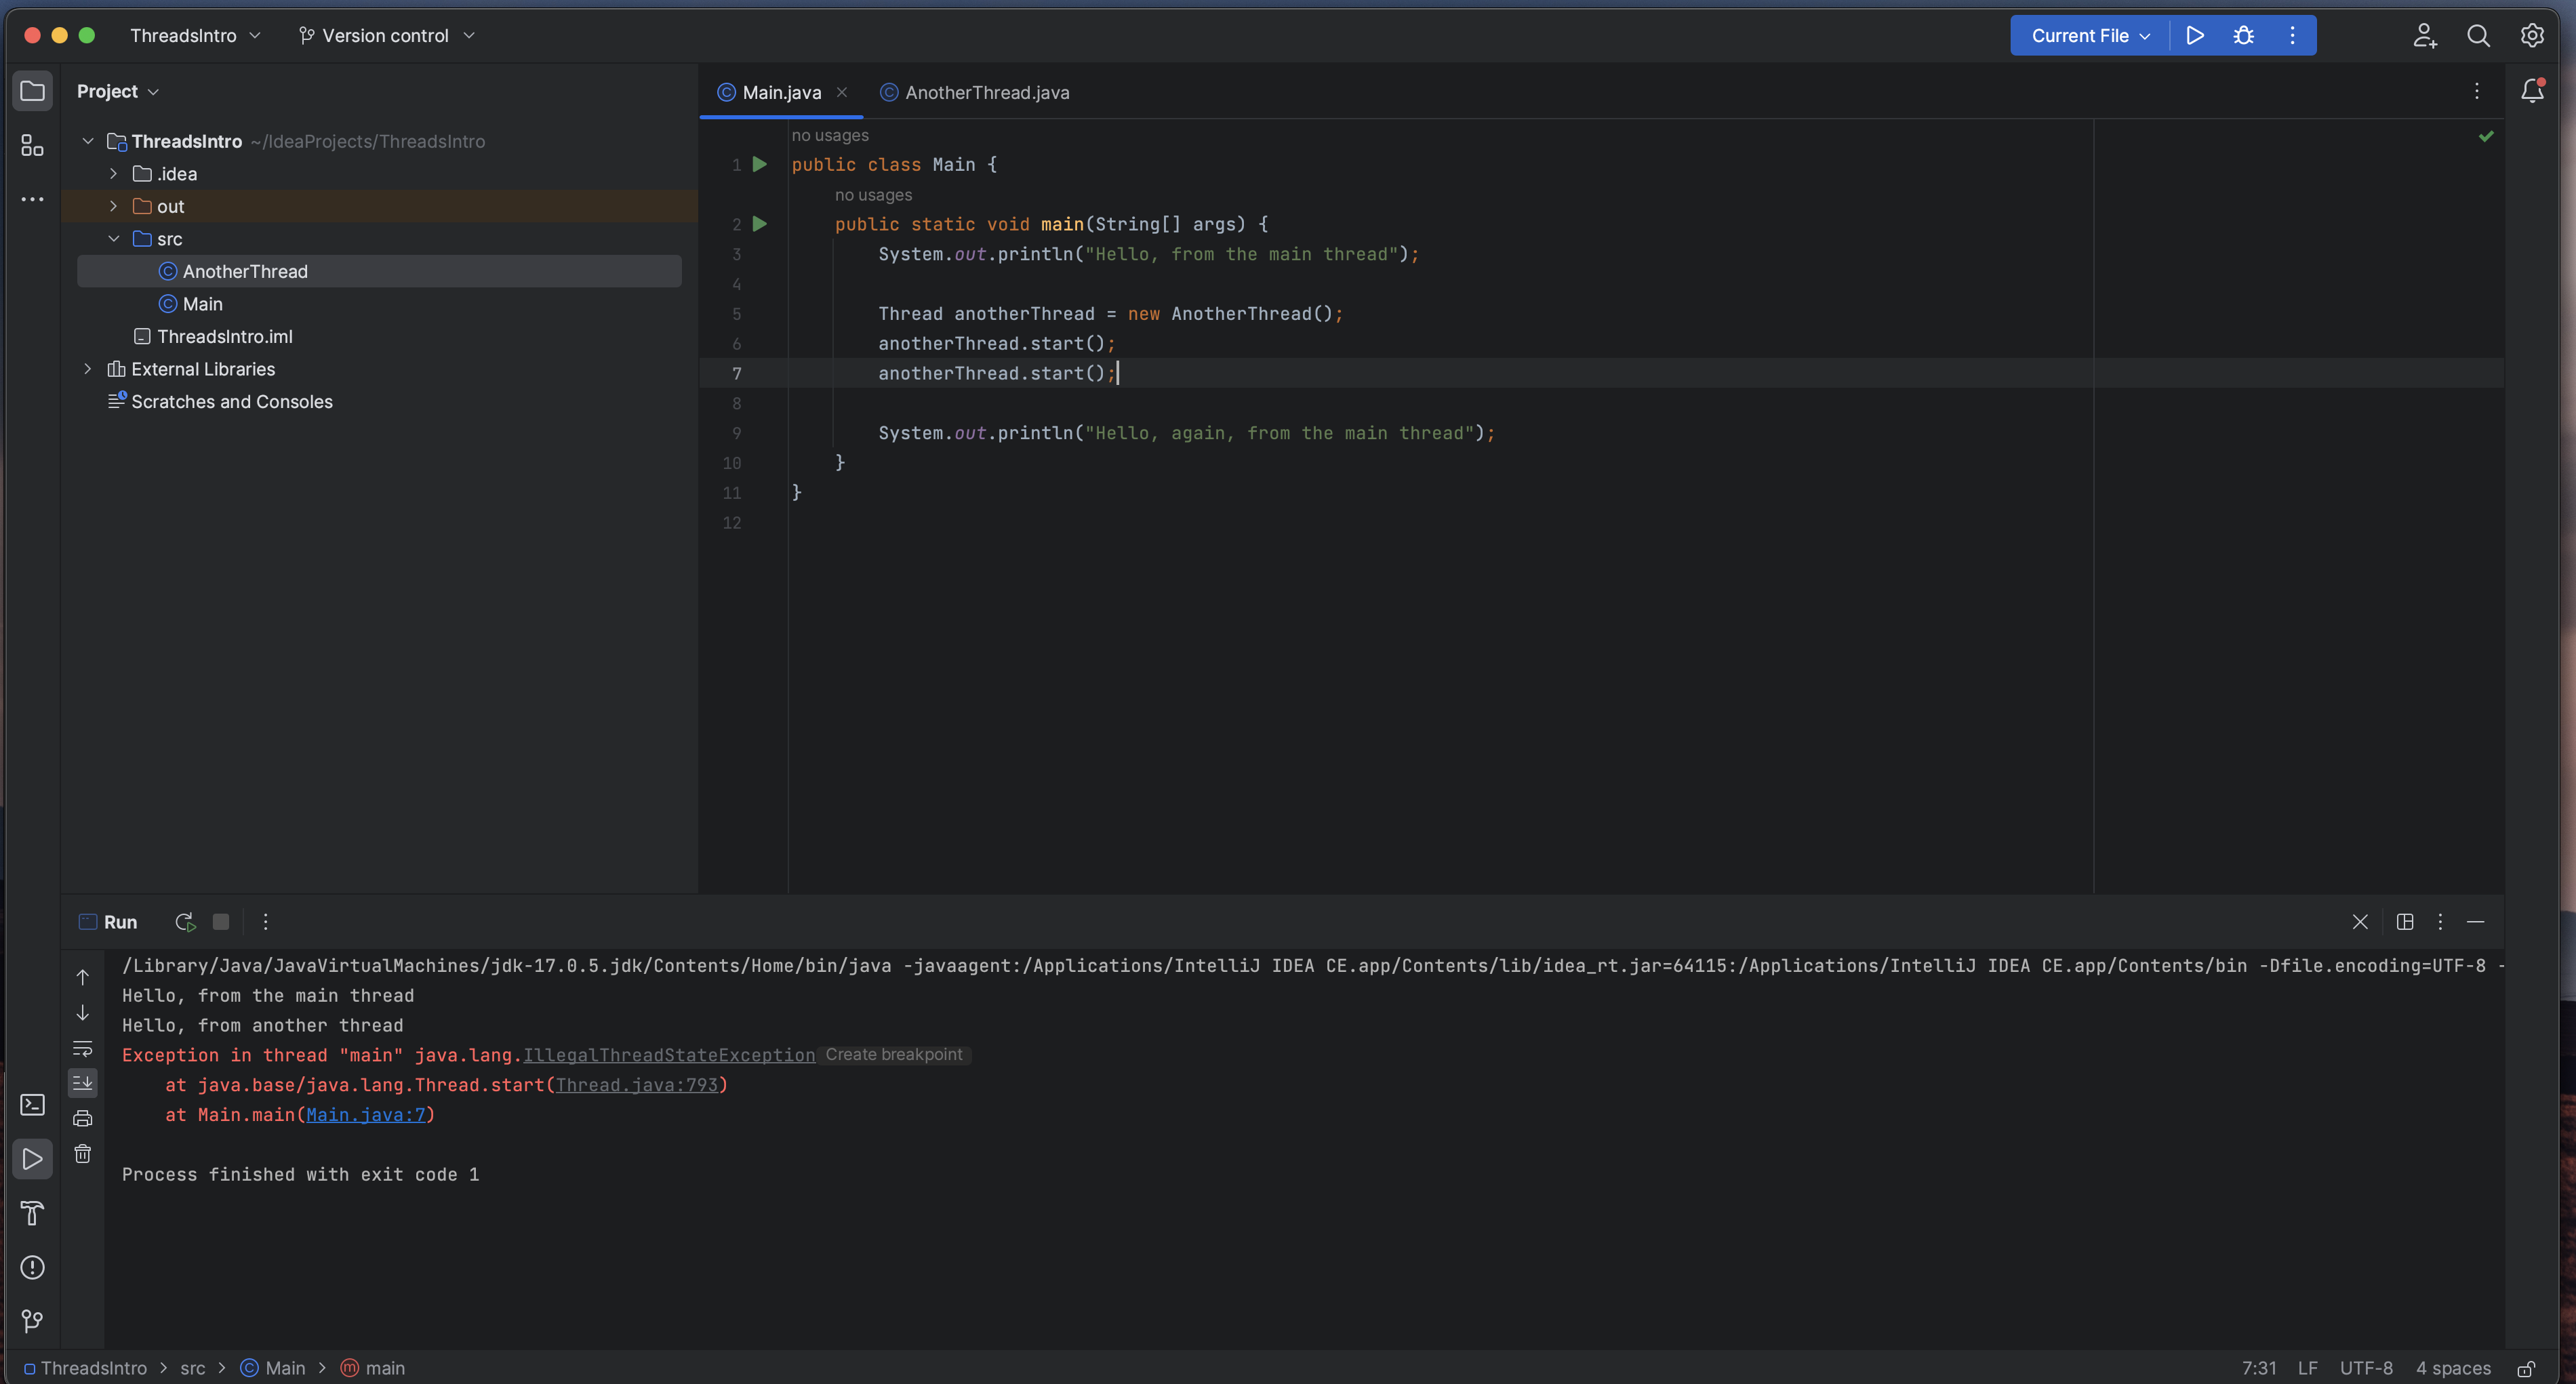 ThreadsIntro
Version control
Current File
Project
Main.java
AnotherThread.java
ThreadsIntro ~/IdeaProjects/ThreadsIntro
.idea
out
src
AnotherThread
Main
ThreadsIntro.iml
External Libraries
Scratches and Consoles
no usages
1 public class Main {
no usages
2 public static void main(String[] args) {
3 System.out.println("Hello, from the main thread");
4
5 Thread anotherThread = new AnotherThread();
6 anotherThread.start();
7 anotherThread.start();
8
9 System.out.println("Hello, again, from the main thread");
10 }
11 }
12
Run
/Library/Java/JavaVirtualMachines/jdk-17.0.5.jdk/Contents/Home/bin/java -javaagent:/Applications/IntelliJ IDEA CE.app/Contents/lib/idea_rt.jar=64115:/Applications/IntelliJ IDEA CE.app/Contents/bin -Dfile.encoding=UTF-8 -
Hello, from the main thread
Hello, from another thread
Exception in thread "main" java.lang.IllegalThreadStateException Create breakpoint
at java.base/java.lang.Thread.start(Thread.java:793)
at Main.main(Main.java:7)
Process finished with exit code 1
ThreadsIntro > src > Main > main
7:31 LF UTF-8 4 spaces